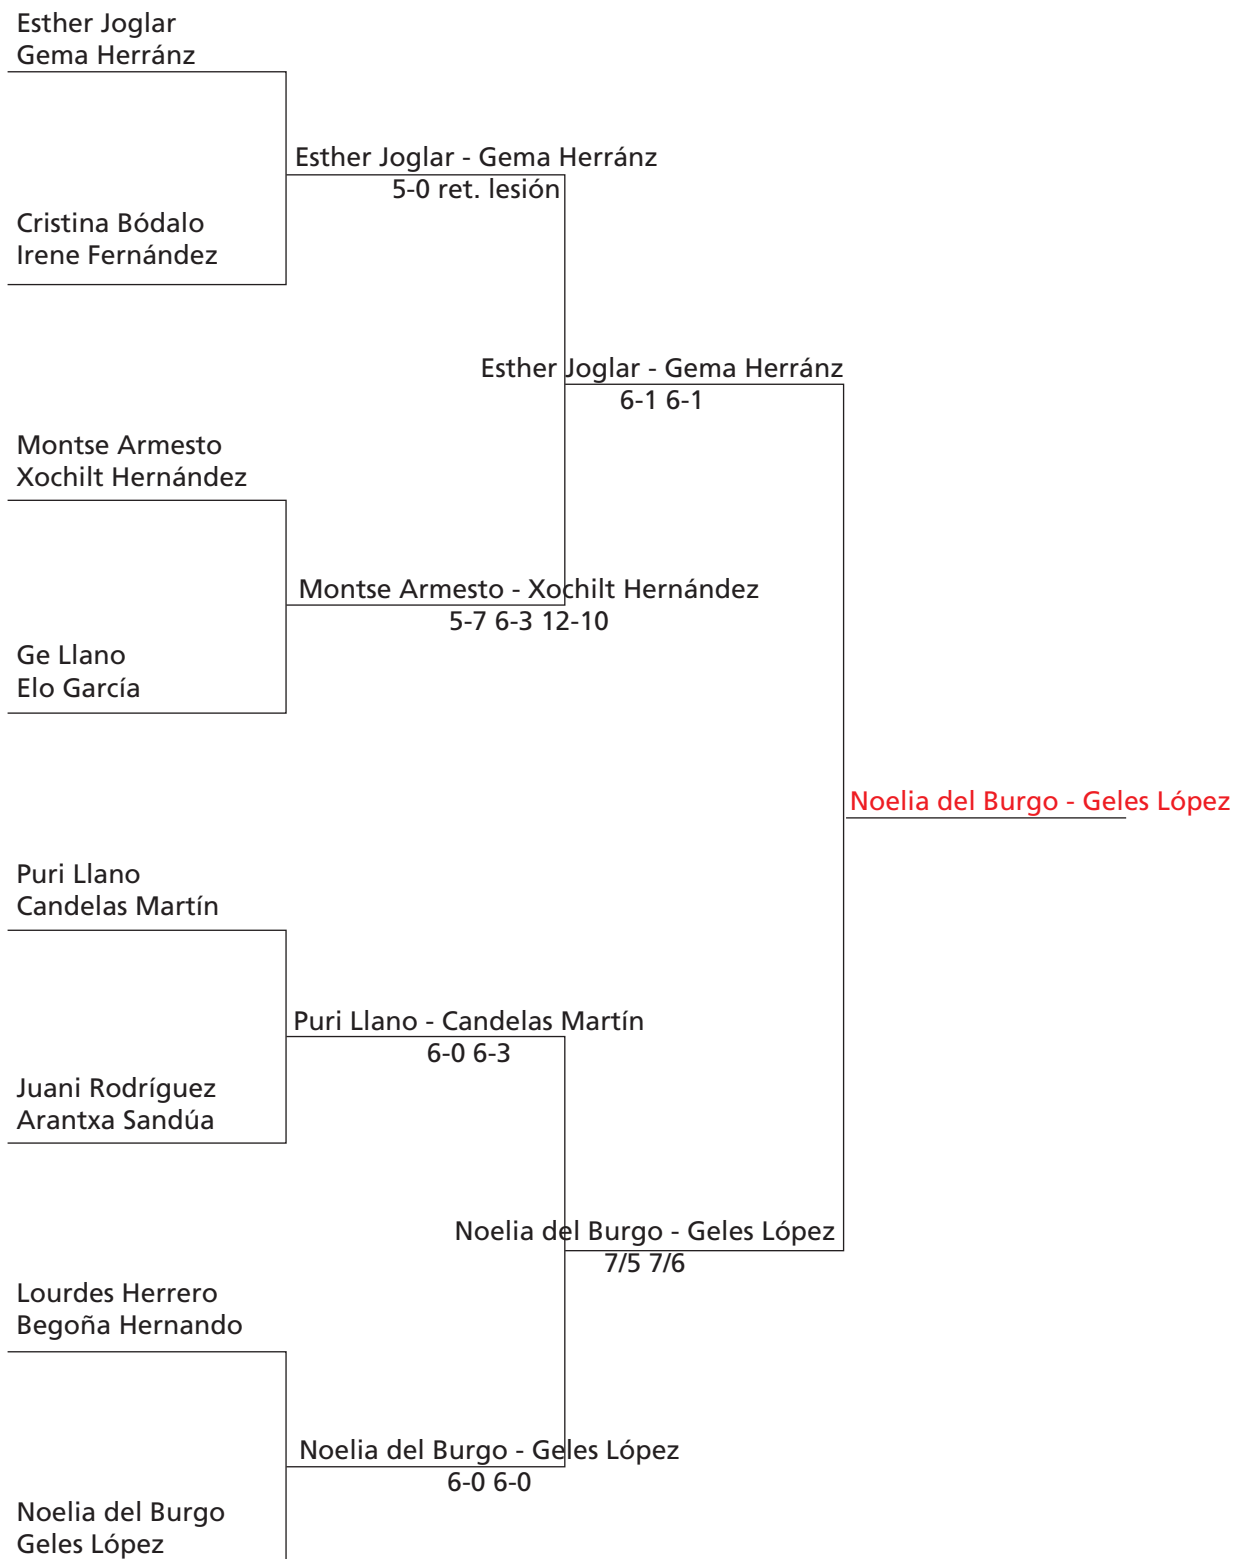 Esther Joglar
Gema Herránz
Esther Joglar - Gema Herránz
5-0 ret. lesión
Cristina Bódalo
Irene Fernández
Esther Joglar - Gema Herránz
6-1 6-1
Montse Armesto
Xochilt Hernández
Montse Armesto - Xochilt Hernández
5-7 6-3 12-10
Ge Llano
Elo García
Noelia del Burgo - Geles López
Puri Llano
Candelas Martín
Puri Llano - Candelas Martín
6-0 6-3
Juani Rodríguez
Arantxa Sandúa
Noelia del Burgo - Geles López
7/5 7/6
Lourdes Herrero
Begoña Hernando
Noelia del Burgo - Geles López
6-0 6-0
Noelia del Burgo
Geles López